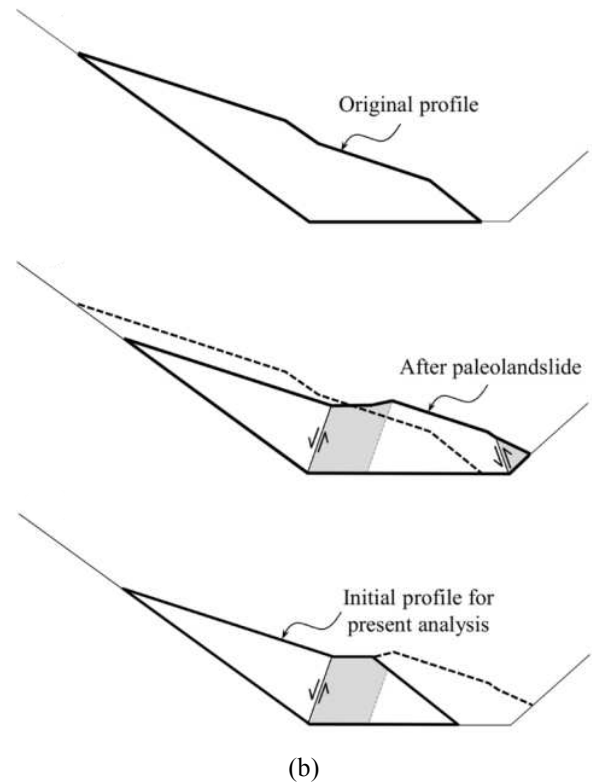 Original profile
After paleolandslide
Initial profile for
present analysis
(b)